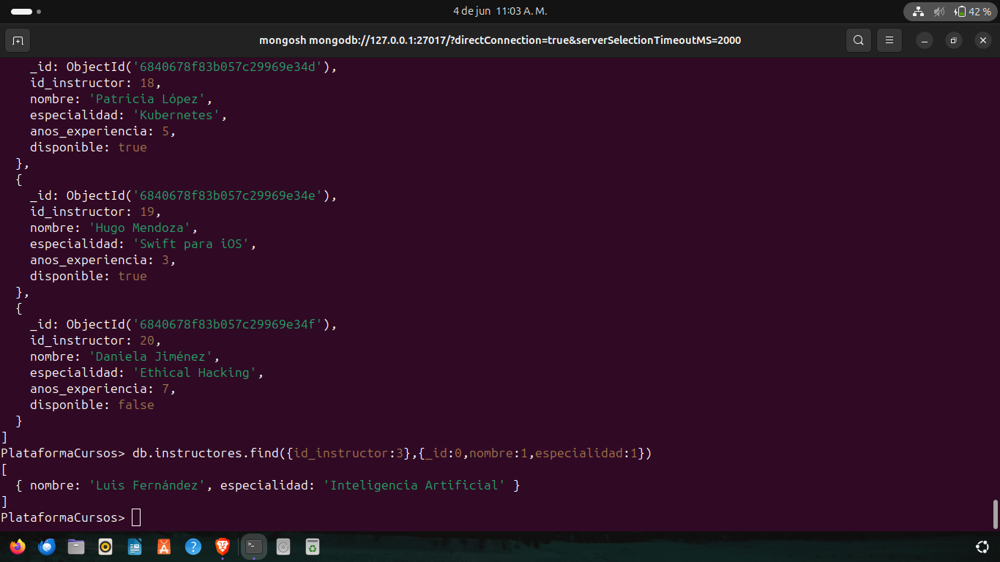 4 de jun 11:03 A. M.
42 %
mongosh mongodb://127.0.0.1:27017/?directConnection=true&serverSelectionTimeoutMS=2000
_id: ObjectId('6840678f83b057c29969e34d'),
id_instructor: 18,
nombre: 'Patricia López',
especialidad: 'Kubernetes',
anos_experiencia: 5,
disponible: true
},
{
_id: ObjectId('6840678f83b057c29969e34e'),
id_instructor: 19,
nombre: 'Hugo Mendoza',
especialidad: 'Swift para iOS',
anos_experiencia: 3,
disponible: true
},
{
_id: ObjectId('6840678f83b057c29969e34f'),
id_instructor: 20,
nombre: 'Daniela Jiménez',
especialidad: 'Ethical Hacking',
anos_experiencia: 7,
disponible: false
}
]
PlataformaCursos> db.instructores.find({id_instructor:3},{_id:0,nombre:1,especialidad:1})
[
{ nombre: 'Luis Fernández', especialidad: 'Inteligencia Artificial' }
]
PlataformaCursos>